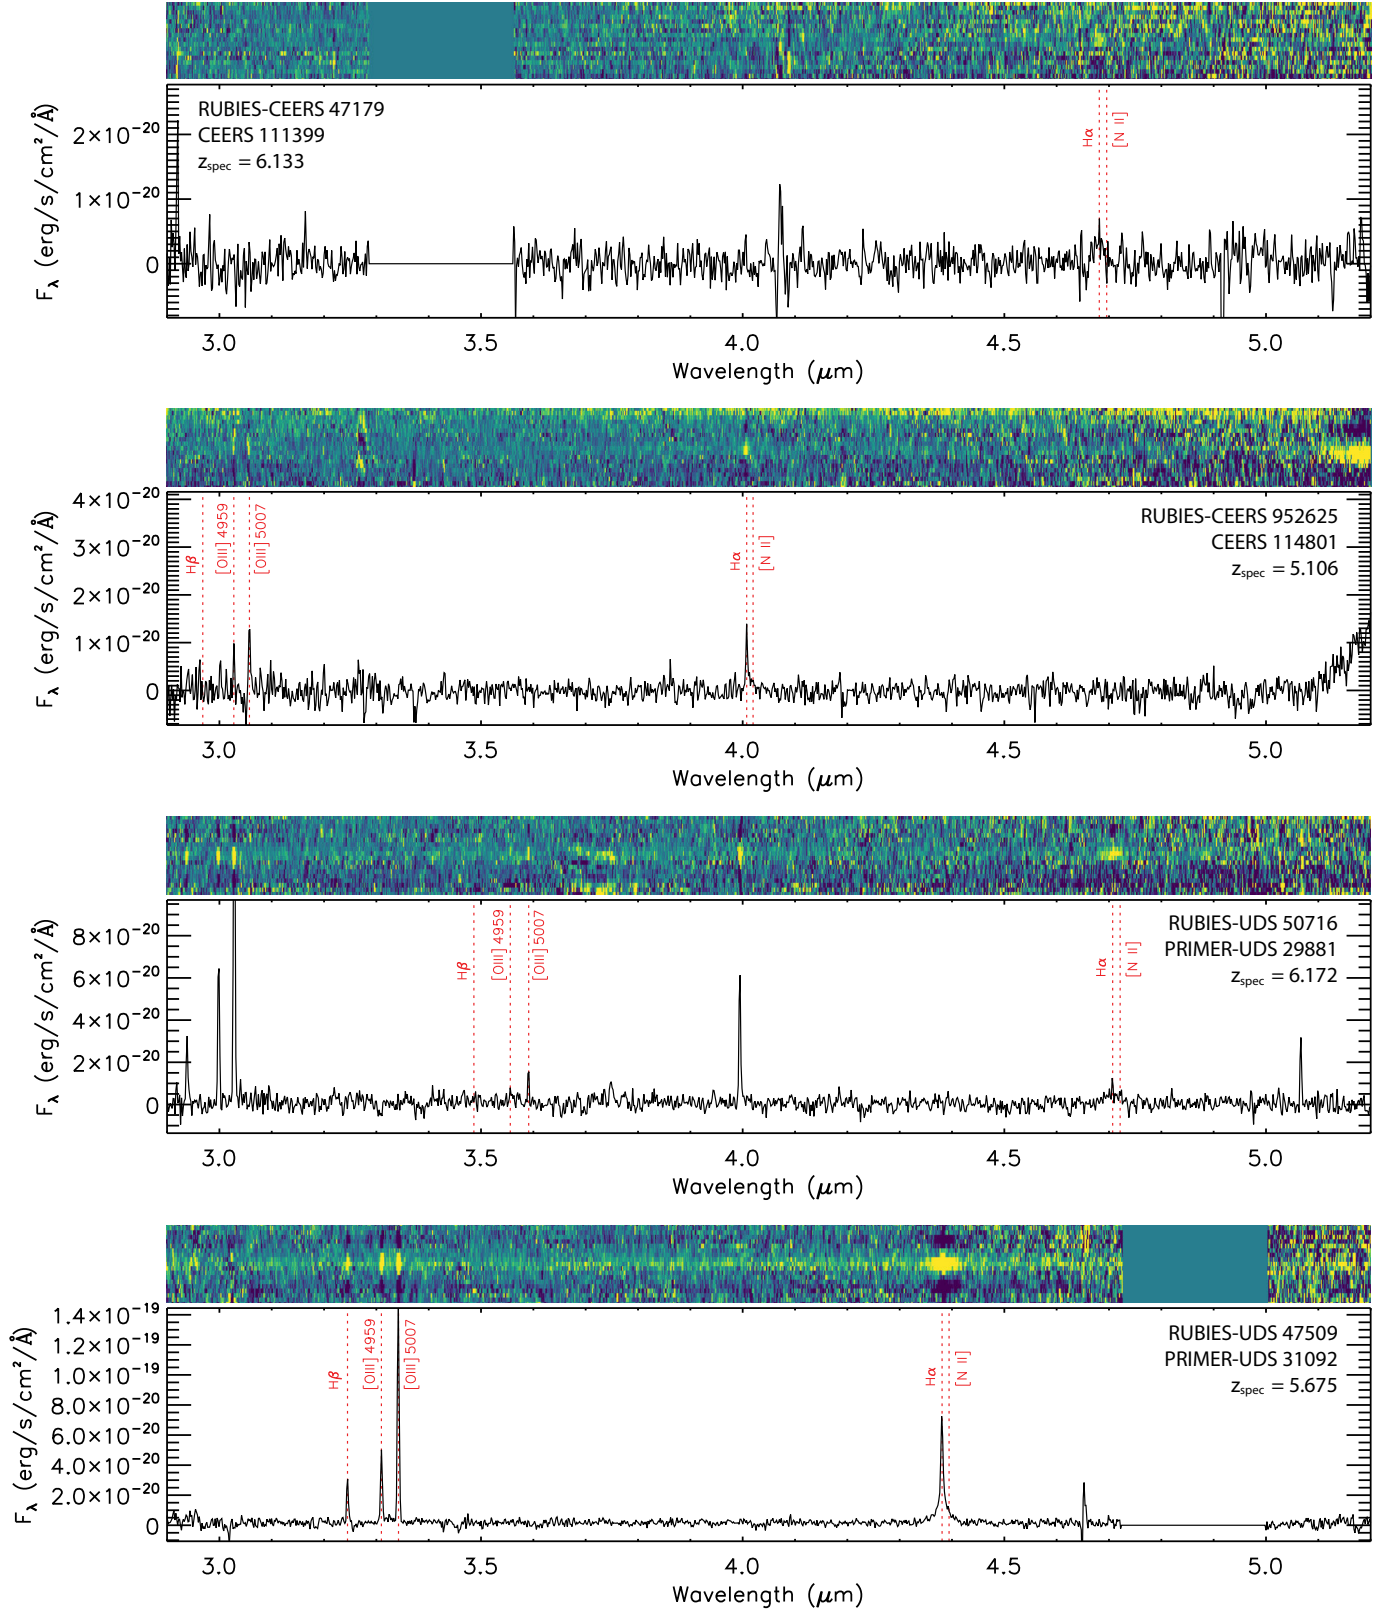 RUBIES-CEERS 47179
CEERS 111399
z_spec = 6.133
Hα
[N II]
2×10⁻²⁰
1×10⁻²⁰
0
F_λ (erg/s/cm²/Å)
3.0 3.5 4.0 4.5 5.0
Wavelength (μm)
RUBIES-CEERS 952625
CEERS 114801
z_spec = 5.106
Hβ
[OIII] 4959
[OIII] 5007
Hα
[N II]
4×10⁻²⁰
3×10⁻²⁰
2×10⁻²⁰
1×10⁻²⁰
0
F_λ (erg/s/cm²/Å)
3.0 3.5 4.0 4.5 5.0
Wavelength (μm)
RUBIES-UDS 50716
PRIMER-UDS 29881
z_spec = 6.172
Hβ
[OIII] 4959
[OIII] 5007
Hα
[N II]
8×10⁻²⁰
6×10⁻²⁰
4×10⁻²⁰
2×10⁻²⁰
0
F_λ (erg/s/cm²/Å)
3.0 3.5 4.0 4.5 5.0
Wavelength (μm)
RUBIES-UDS 47509
PRIMER-UDS 31092
z_spec = 5.675
Hβ
[OIII] 4959
[OIII] 5007
Hα
[N II]
1.4×10⁻¹⁹
1.2×10⁻¹⁹
1.0×10⁻¹⁹
8.0×10⁻²⁰
6.0×10⁻²⁰
4.0×10⁻²⁰
2.0×10⁻²⁰
0
F_λ (erg/s/cm²/Å)
3.0 3.5 4.0 4.5 5.0
Wavelength (μm)